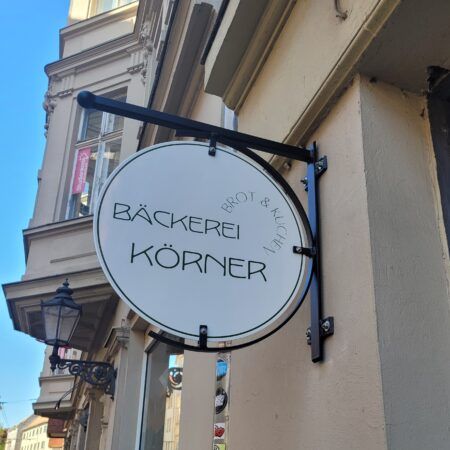 BROT & KUCHEN
BÄCKEREI
KÖRNER